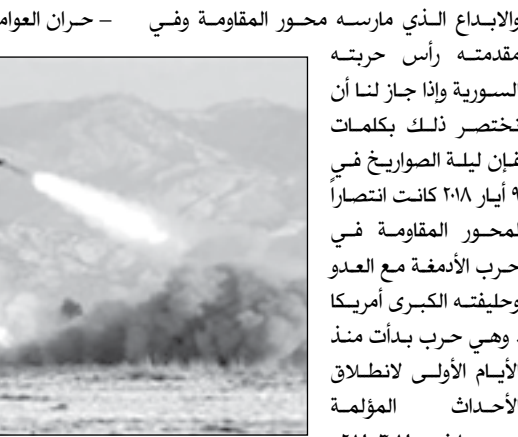 والابداع الذي مارسه محور المقاومة وفي
– حران العوام
مقدمته رأس حربته
السورية وإذا جاز لنا أن
نختصر ذلك بكلمات
فإن ليلة الصواريخ في
٩ أيار ٢٠١٨ كانت انتصاراً
لمحور المقاومة في
حرب الأدمغة مع العدو
وحليفته الكبرى أمريكا
، وهي حرب بدأت منذ
الأيام الأولى لانطلاق
الأحداث المؤلمة